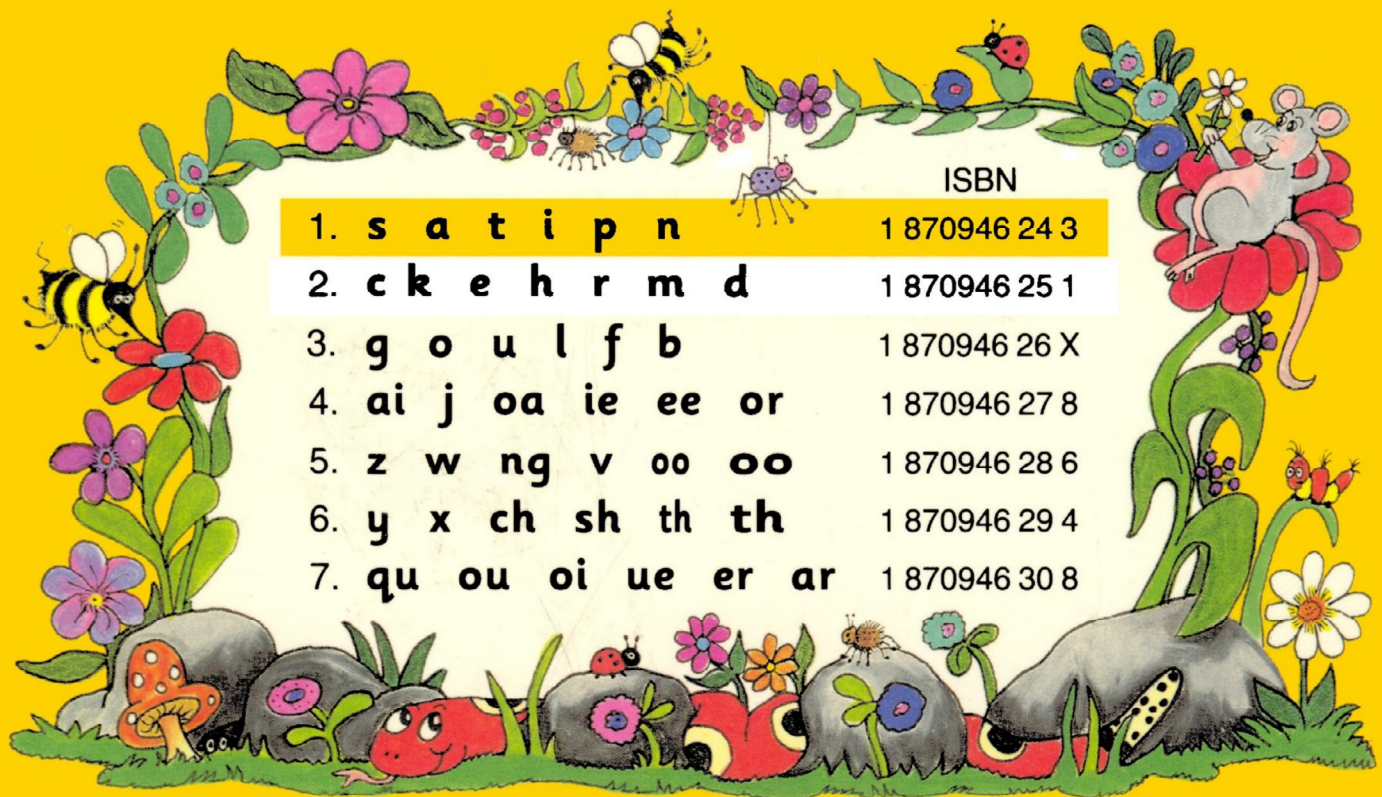 ISBN
1. s a t i p n 1 870946 24 3
2. c k e h r m d 1 870946 25 1
3. g o u l f b 1 870946 26 X
4. ai j oa ie ee or 1 870946 27 8
5. z w ng v oo oo 1 870946 28 6
6. y x ch sh th th 1 870946 29 4
7. qu ou oi ue er ar 1 870946 30 8